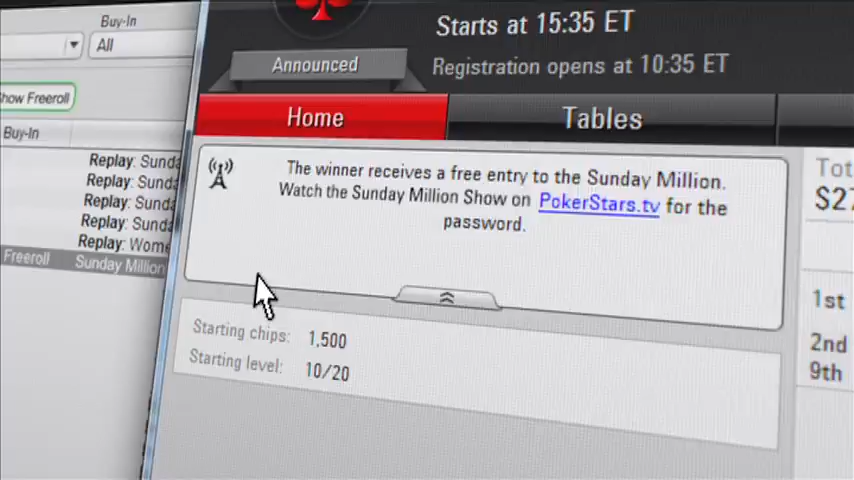 Buy-In
All
Show Freeroll
Buy-In
Replay: Sunda
Replay: Sunda
Replay: Sunda
Replay: Sund
Replay: Wome
Freeroll Sunday Million
Starts at 15:35 ET
Announced
Registration opens at 10:35 ET
Home
Tables
The winner receives a free entry to the Sunday Million.
Watch the Sunday Million Show on PokerStars.tv for the
password.
Starting chips: 1,500
Starting level: 10/20
Tot
$27
1st
2nd
9th